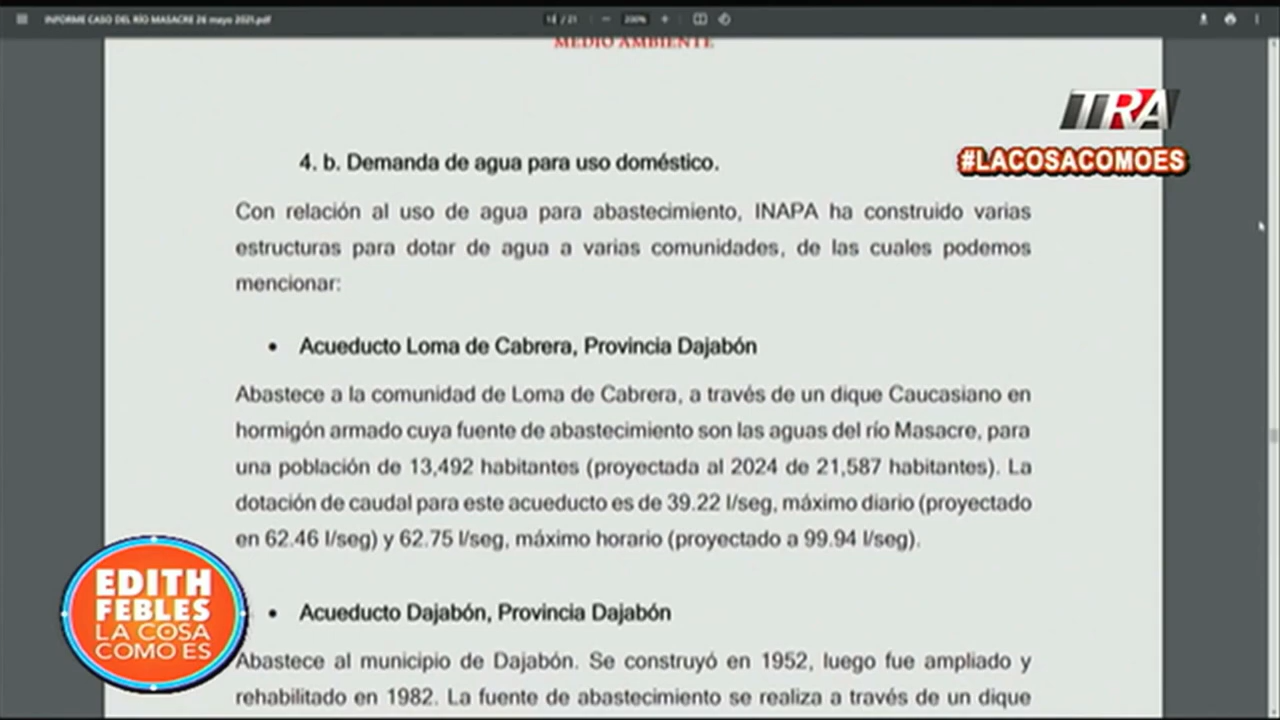 INFORME CASO DEL RÍO MASACRE 26 mayo 2021.pdf
/ 21
200%
MEDIO AMBIENTE
TRA
#LACOSACOMOES
4. b. Demanda de agua para uso doméstico.
Con relación al uso de agua para abastecimiento, INAPA ha construido varias
estructuras para dotar de agua a varias comunidades, de las cuales podemos
mencionar:
• Acueducto Loma de Cabrera, Provincia Dajabón
Abastece a la comunidad de Loma de Cabrera, a través de un dique Caucasiano en
hormigón armado cuya fuente de abastecimiento son las aguas del río Masacre, para
una población de 13,492 habitantes (proyectada al 2024 de 21,587 habitantes). La
dotación de caudal para este acueducto es de 39.22 l/seg, máximo diario (proyectado
en 62.46 l/seg) y 62.75 l/seg, máximo horario (proyectado a 99.94 l/seg).
• Acueducto Dajabón, Provincia Dajabón
Abastece al municipio de Dajabón. Se construyó en 1952, luego fue ampliado y
rehabilitado en 1982. La fuente de abastecimiento se realiza a través de un dique
EDITH
FEBLES
LA COSA
COMO ES